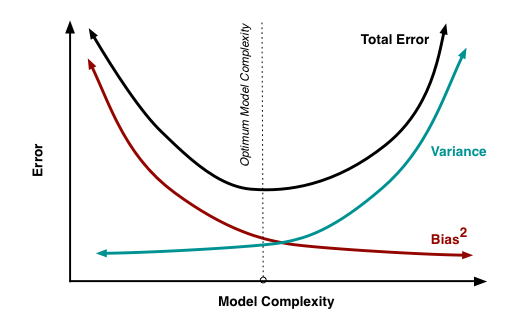 Total Error
Optimum Model Complexity
Variance
Error
Bias²
Model Complexity